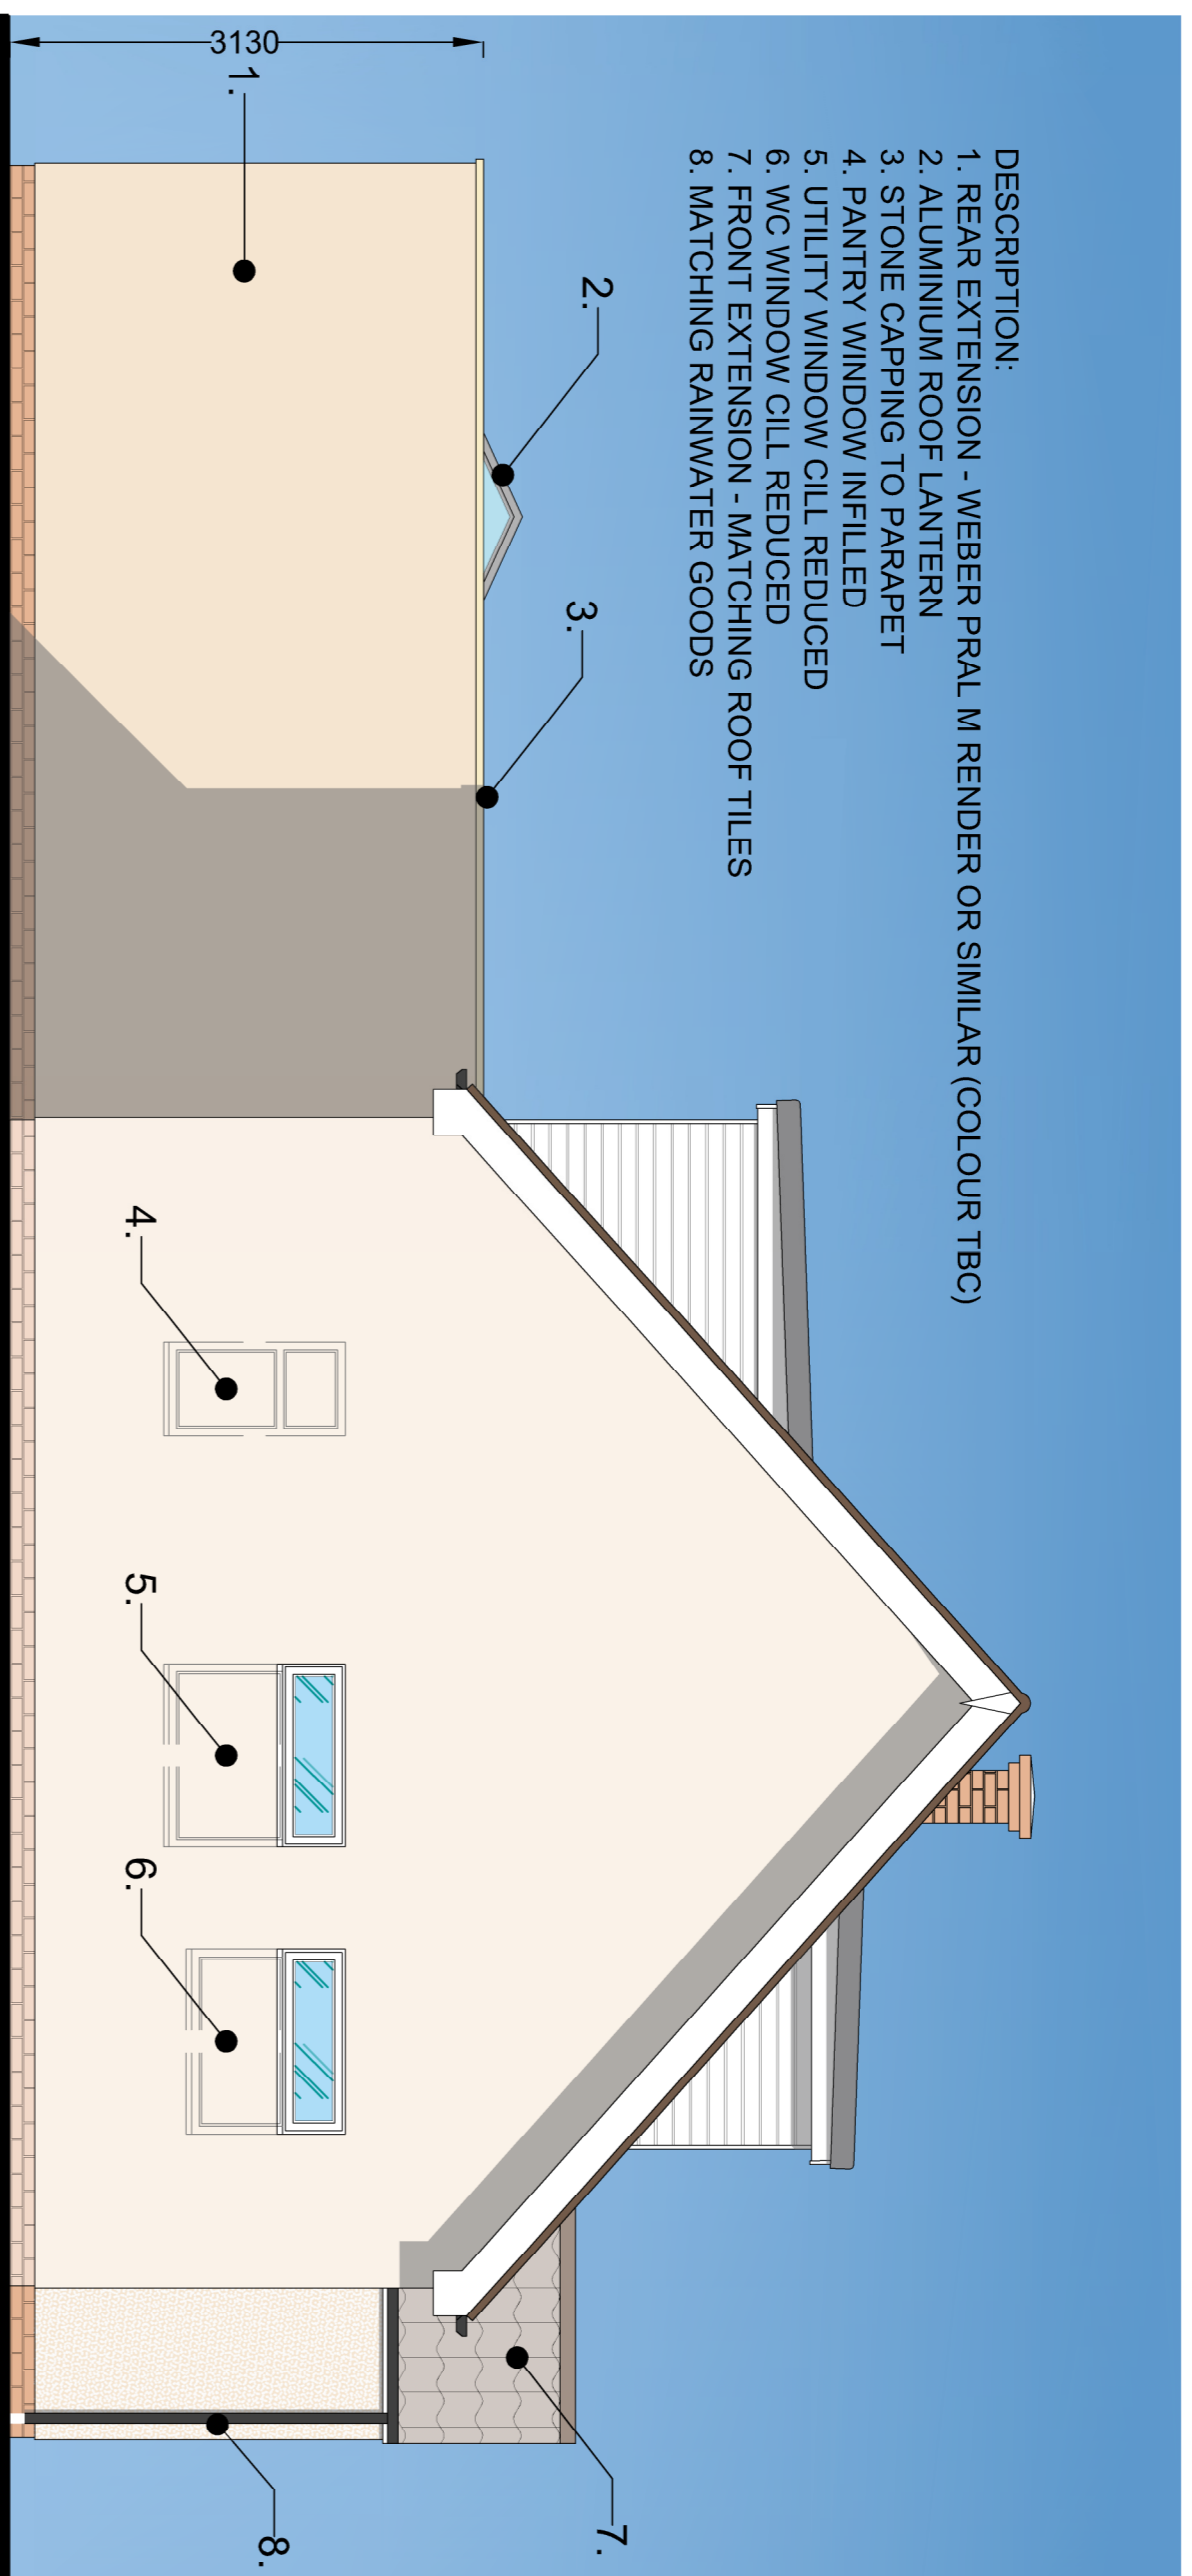 DESCRIPTION:
1. REAR EXTENSION - WEBER PRAL M RENDER OR SIMILAR (COLOUR TBC)
2. ALUMINIUM ROOF LANTERN
3. STONE CAPPING TO PARAPET
4. PANTRY WINDOW INFILLED
5. UTILITY WINDOW CILL REDUCED
6. WC WINDOW CILL REDUCED
7. FRONT EXTENSION - MATCHING ROOF TILES
8. MATCHING RAINWATER GOODS
3130
1.
2.
3.
4.
5.
6.
7.
8.